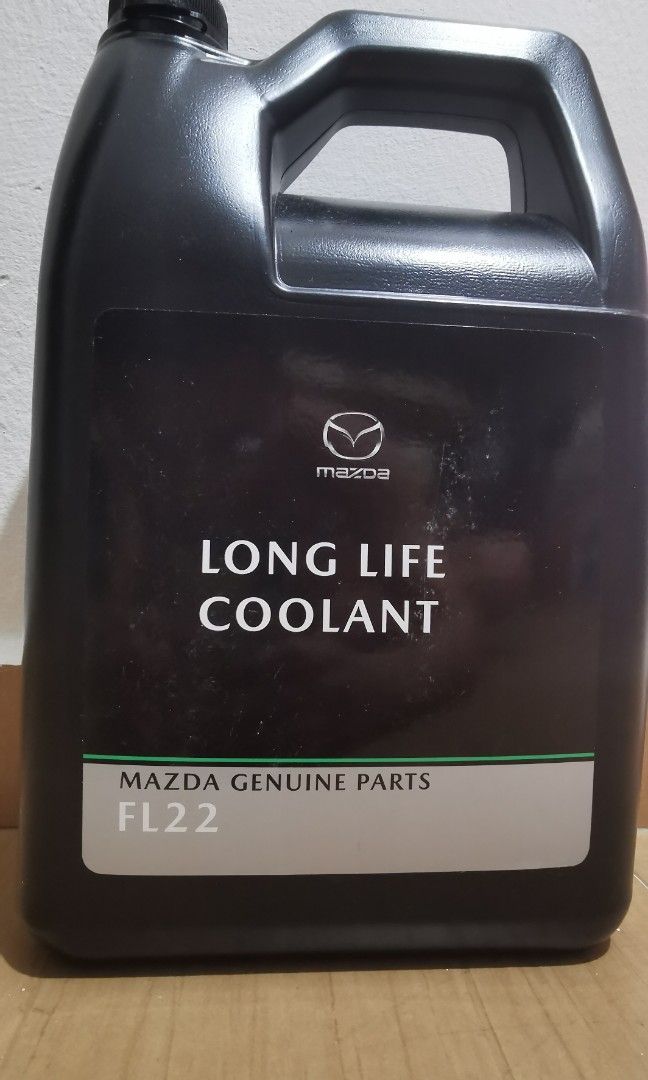 mazda
LONG LIFE
COOLANT
MAZDA GENUINE PARTS
FL22